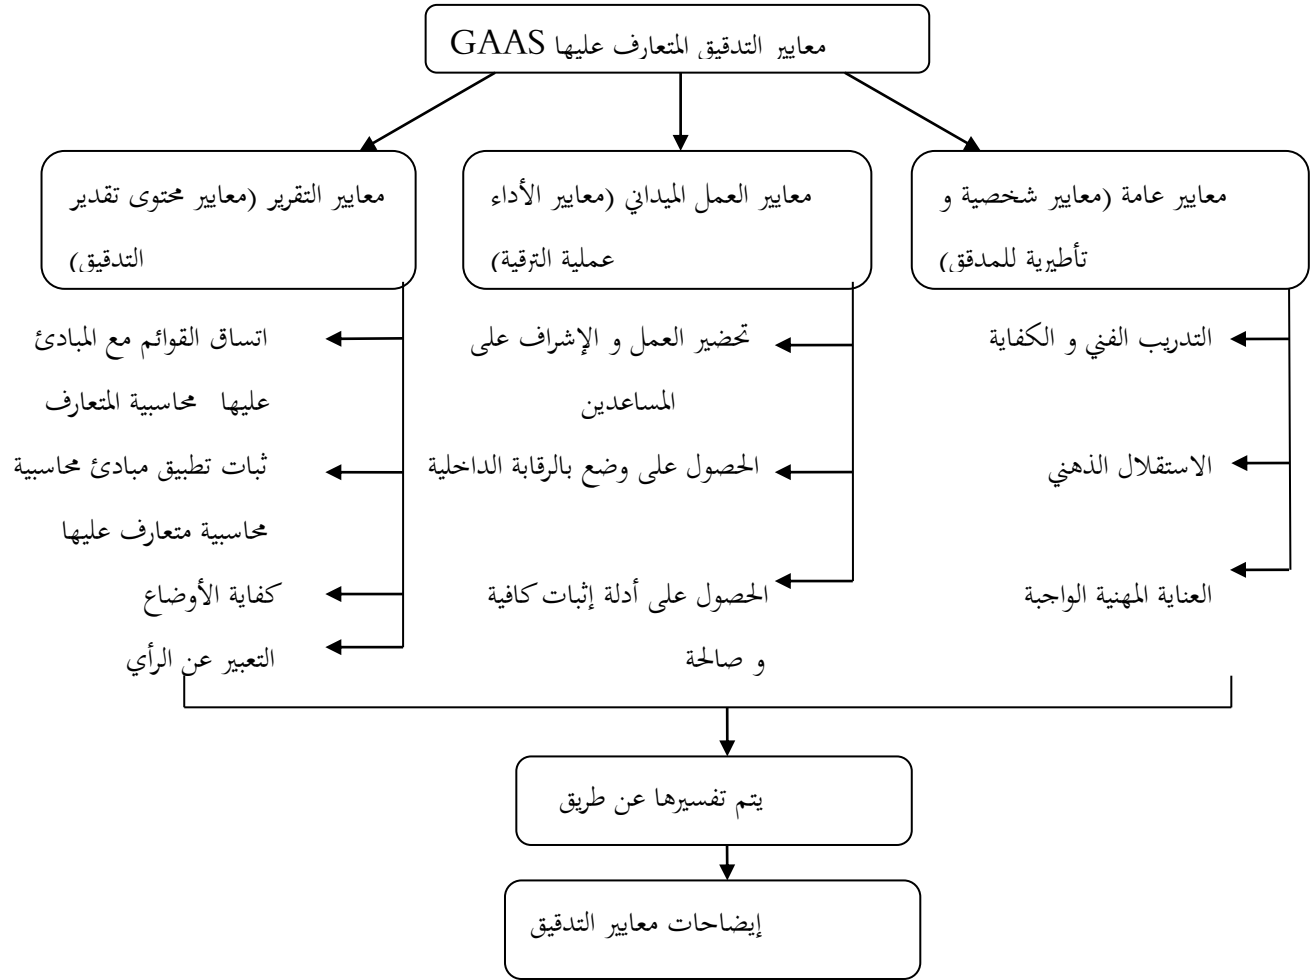 معايير التدقيق المتعارف عليها GAAS
معايير عامة (معايير شخصية و
تأطيرية للمدقق)
التدريب الفني و الكفاية
الاستقلال الذهني
العناية المهنية الواجبة
معايير العمل الميداني (معايير الأداء
عملية الترقية)
تحضير العمل و الإشراف على
المساعدين
الحصول على وضع بالرقابة الداخلية
الحصول على أدلة إثبات كافية
و صالحة
معايير التقرير (معايير محتوى تقدير
التدقيق)
اتساق القوائم مع المبادئ
عليها محاسبية المتعارف
ثبات تطبيق مبادئ محاسبية
محاسبية متعارف عليها
كفاية الأوضاع
التعبير عن الرأي
يتم تفسيرها عن طريق
إيضاحات معايير التدقيق